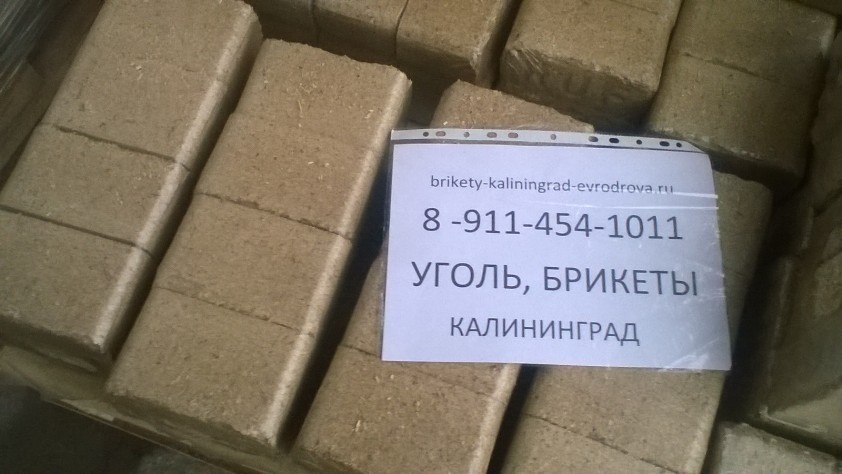 brikety-kaliningrad-evrodrova.ru
8 -911-454-1011
УГОЛЬ, БРИКЕТЫ
КАЛИНИНГРАД